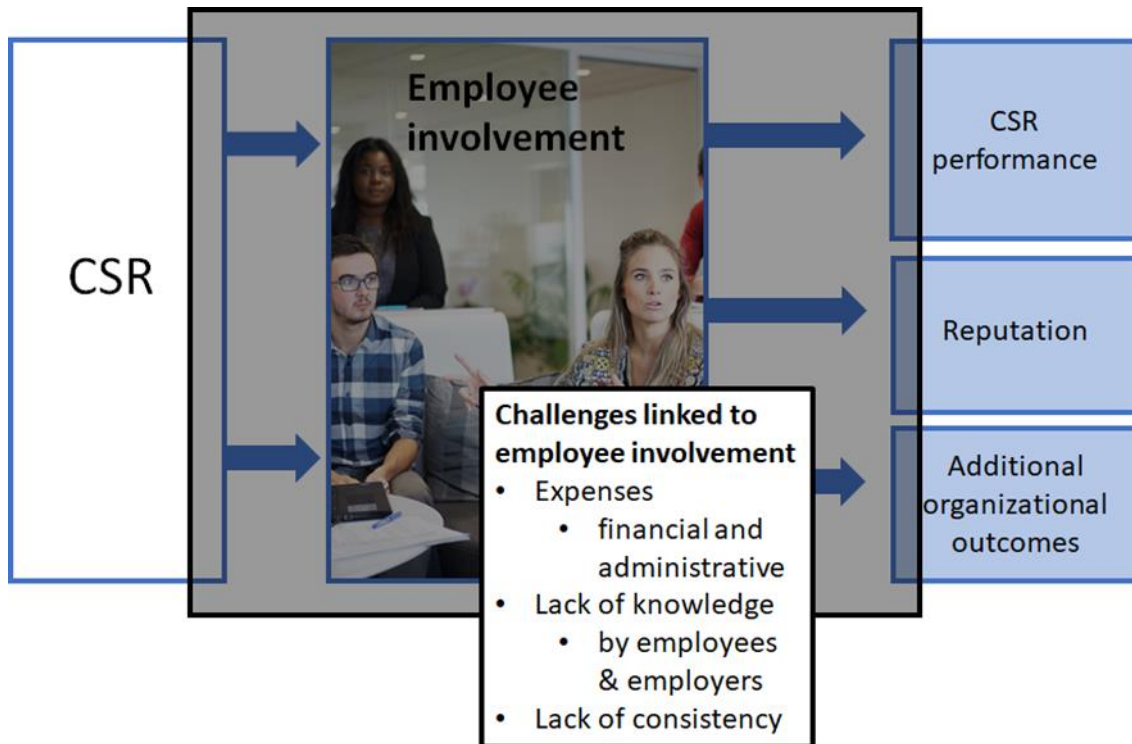 CSR
Employee
involvement
CSR
performance
Reputation
Additional
organizational
outcomes
Challenges linked to
employee involvement
• Expenses
• financial and
administrative
• Lack of knowledge
• by employees
& employers
• Lack of consistency